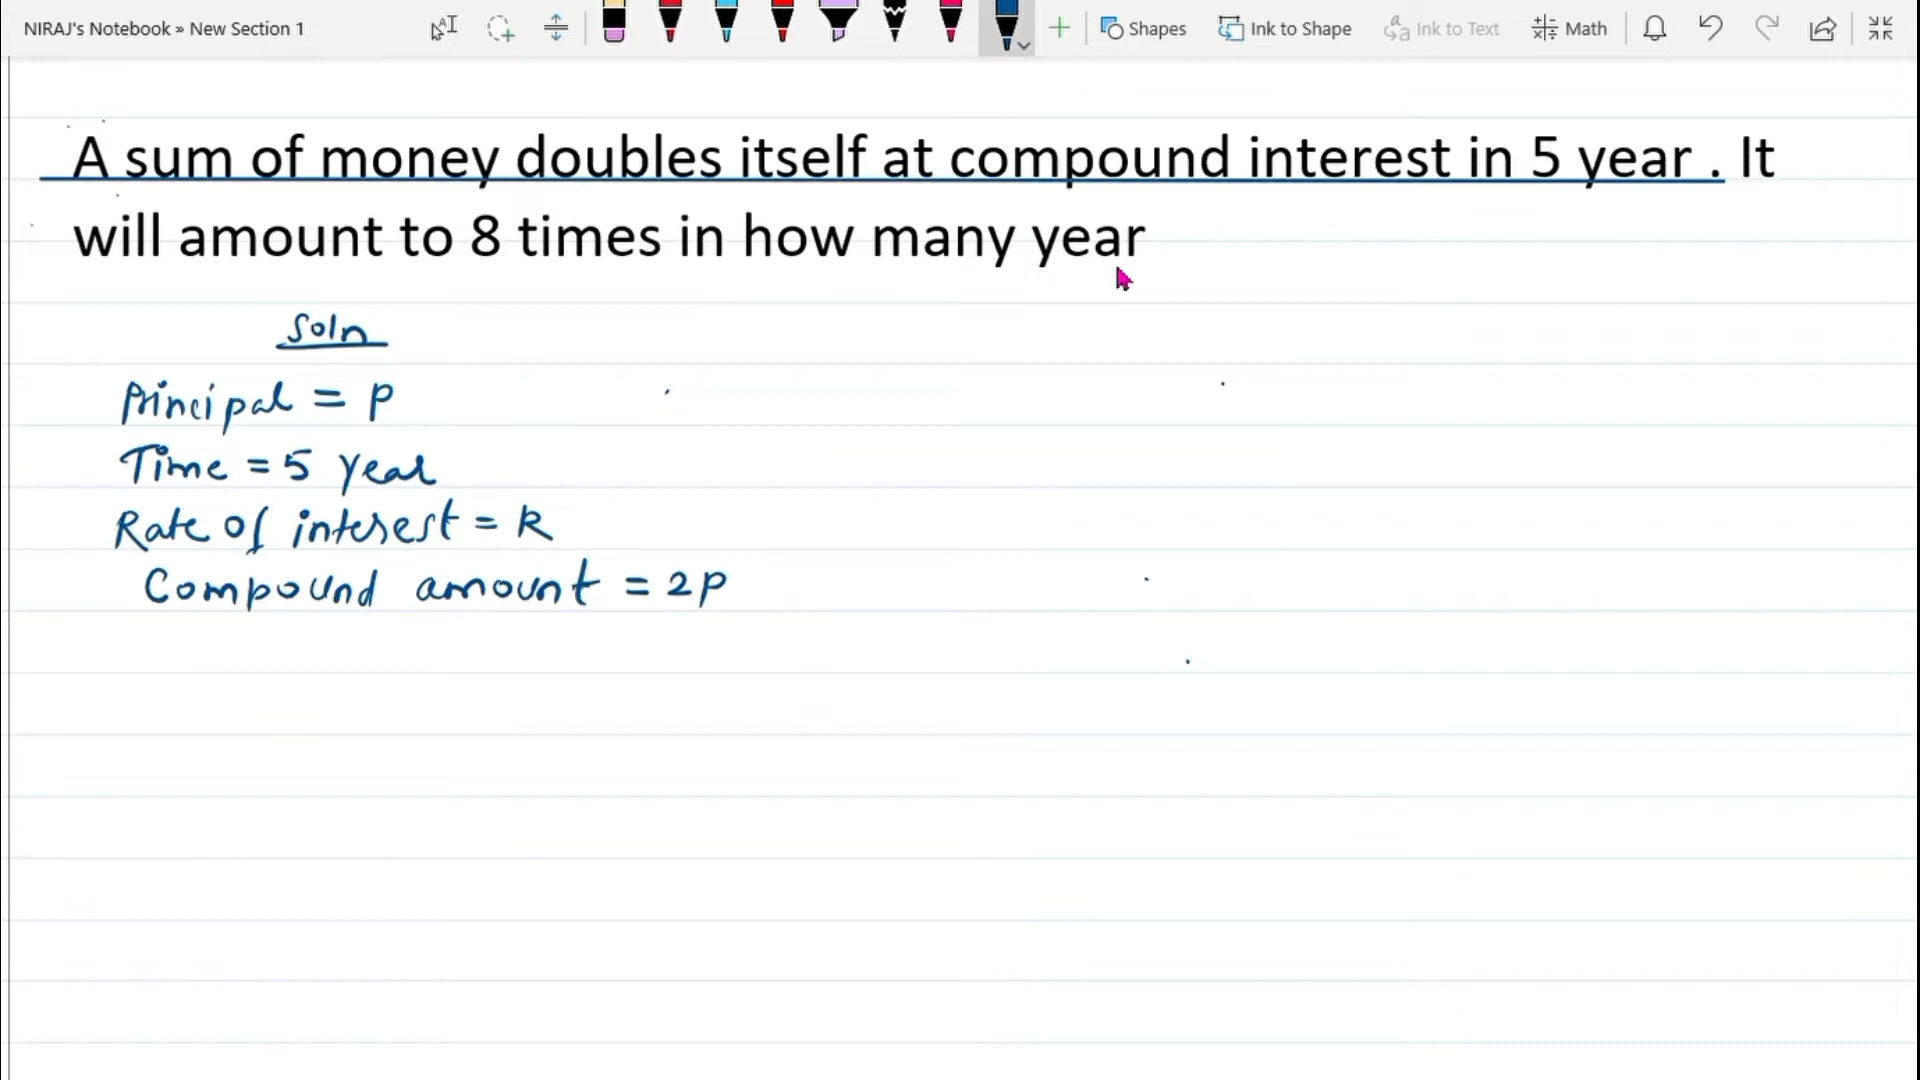 NIRAJ's Notebook » New Section 1 Shapes Ink to Shape Ink to Text Math
A sum of money doubles itself at compound interest in 5 year . It
will amount to 8 times in how many year
Soln
Principal = P
Time = 5 year
Rate of interest = R
Compound amount = 2P